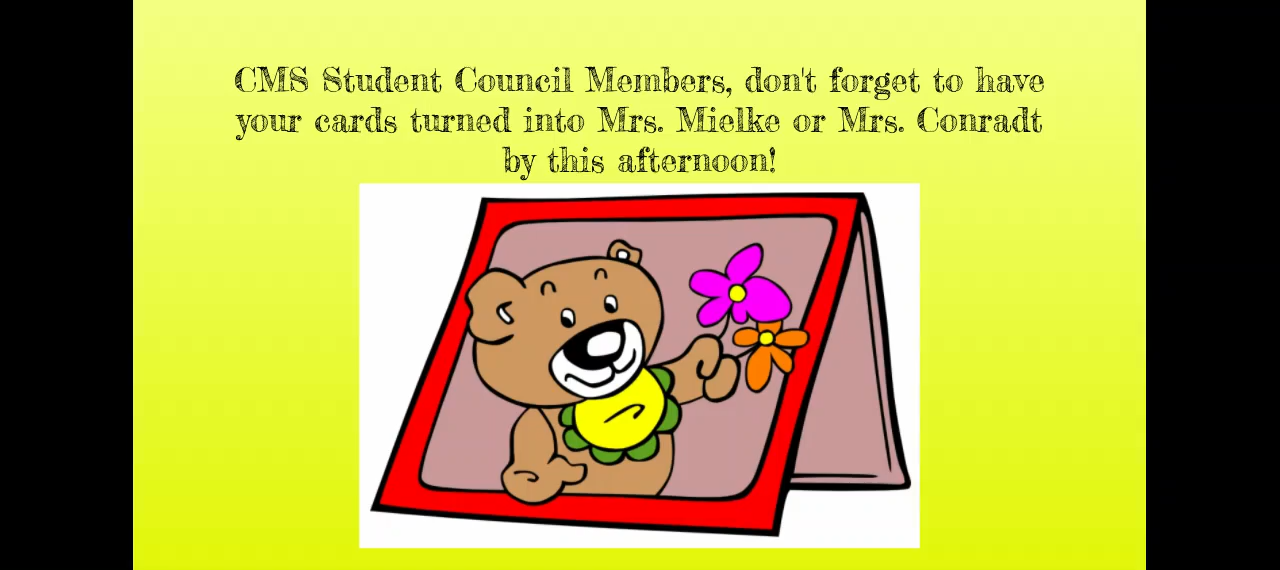 CMS Student Council Members, don't forget to have
your cards turned into Mrs. Mielke or Mrs. Conradt
by this afternoon!